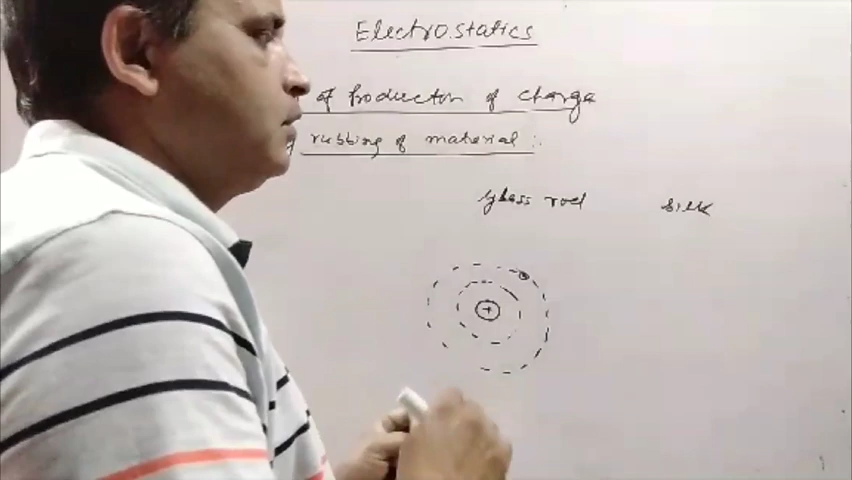 Electrostatics
of Production of charge
rubbing of material :.
glass rod silk
+